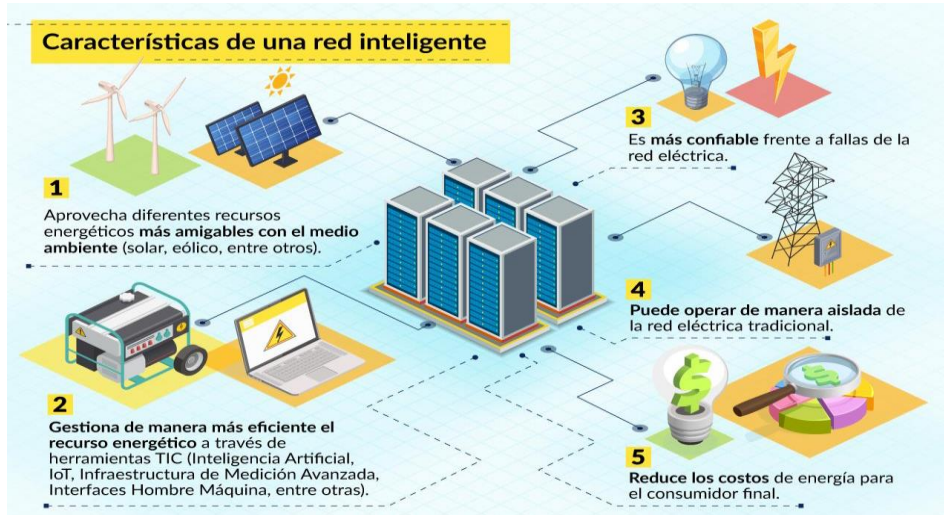 Características de una red inteligente
1
Aprovecha diferentes recursos
energéticos más amigables con el medio
ambiente (solar, eólico, entre otros).
2
Gestiona de manera más eficiente el
recurso energético a través de
herramientas TIC (Inteligencia Artificial,
IoT, Infraestructura de Medición Avanzada,
Interfaces Hombre Máquina, entre otras).
3
Es más confiable frente a fallas de la
red eléctrica.
4
Puede operar de manera aislada de
la red eléctrica tradicional.
5
Reduce los costos de energía para
el consumidor final.